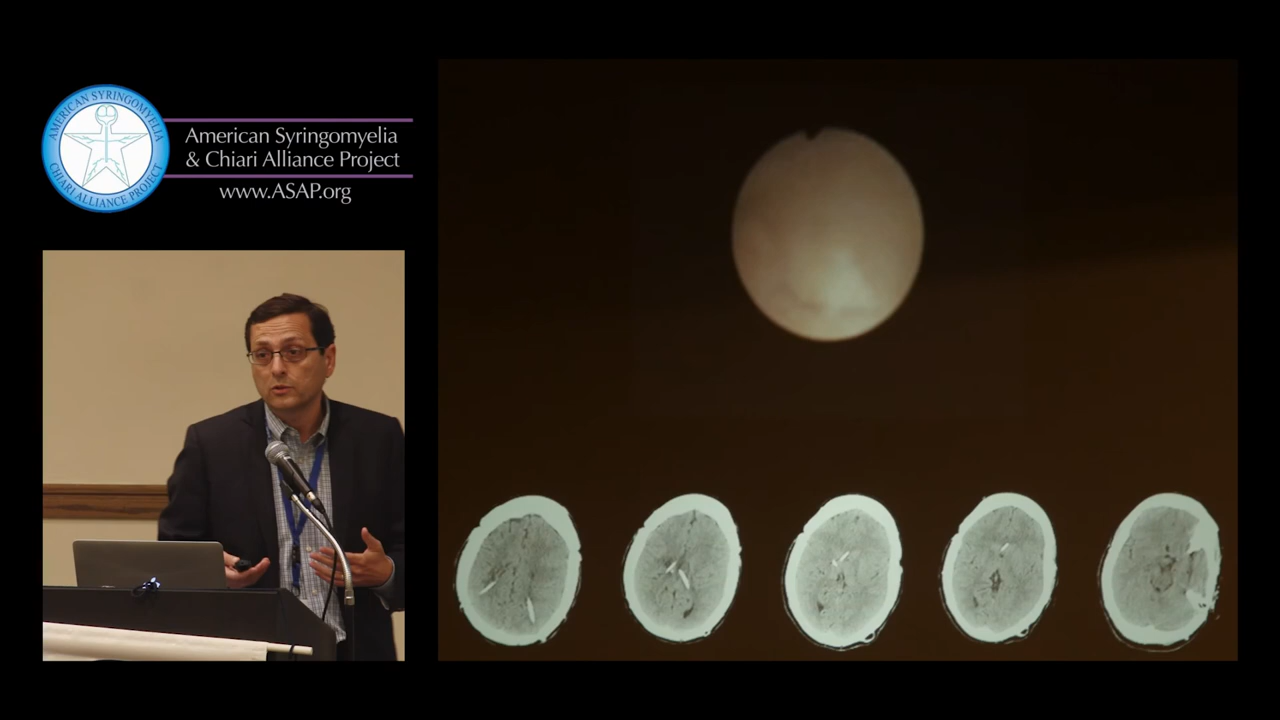 AMERICAN SYRINGOMYELIA
CHIARI ALLIANCE PROJECT
American Syringomyelia
& Chiari Alliance Project
www.ASAP.org